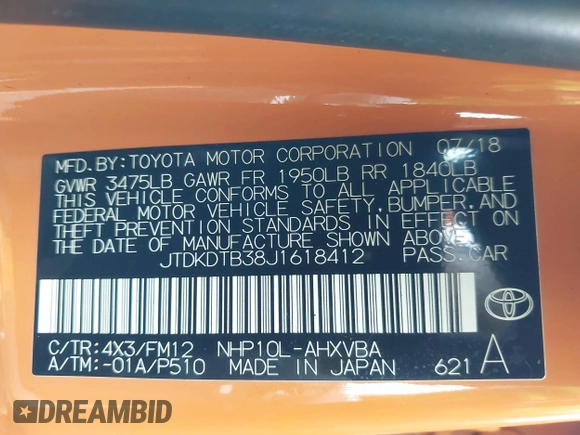 MFD. BY: TOYOTA MOTOR CORPORATION 07/18
GVWR 3475LB GAWR FR 1950LB RR 1840LB
THIS VEHICLE CONFORMS TO ALL APPLICABLE
FEDERAL MOTOR VEHICLE SAFETY, BUMPER, AND
THEFT PREVENTION STANDARDS IN EFFECT ON
THE DATE OF MANUFACTURE SHOWN ABOVE.
JTDKDTB38J1618412 PASS. CAR
C/TR: 4X3/FM12 NHP10L-AHXVBA
A/TM: -01A/P510 MADE IN JAPAN 621 A
DREAMBID